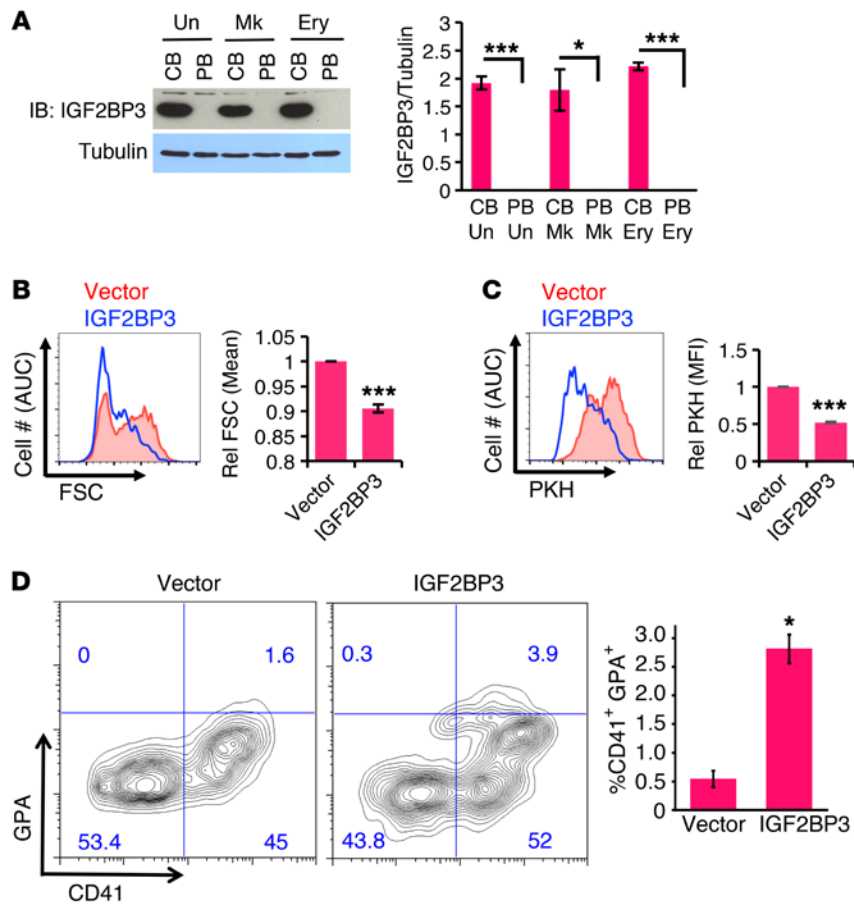 A
Un Mk Ery
CB PB CB PB CB PB
IB: IGF2BP3
Tubulin
IGF2BP3/Tubulin
3
2.5
2
1.5
1
0.5
0
*** * ***
CB PB CB PB CB PB
Un Un Mk Mk Ery Ery
B
Vector
IGF2BP3
Cell # (AUC)
FSC
Rel FSC (Mean)
1.05
1
0.95
0.9
0.85
0.8
***
Vector
IGF2BP3
C
Vector
IGF2BP3
Cell # (AUC)
PKH
Rel PKH (MFI)
1.5
1
0.5
0
***
Vector
IGF2BP3
D
Vector
0 1.6
53.4 45
GPA
CD41
IGF2BP3
0.3 3.9
43.8 52
%CD41+ GPA+
3.0
2.5
2.0
1.5
1.0
0.5
0
*
Vector IGF2BP3